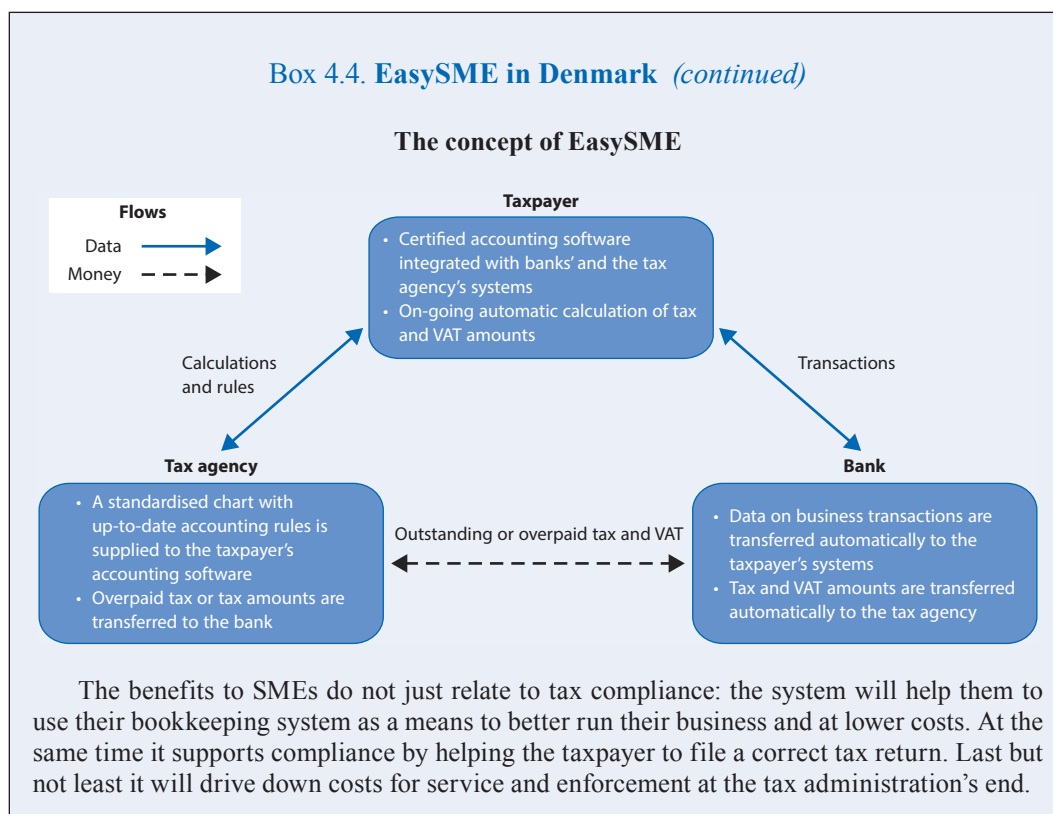 Box 4.4. EasySME in Denmark (continued)
The concept of EasySME
Flows
Data
Money
Taxpayer
• Certified accounting software
integrated with banks' and the tax
agency's systems
• On-going automatic calculation of tax
and VAT amounts
Calculations
and rules
Transactions
Tax agency
• A standardised chart with
up-to-date accounting rules is
supplied to the taxpayer's
accounting software
• Overpaid tax or tax amounts are
transferred to the bank
Outstanding or overpaid tax and VAT
Bank
• Data on business transactions are
transferred automatically to the
taxpayer's systems
• Tax and VAT amounts are transferred
automatically to the tax agency
The benefits to SMEs do not just relate to tax compliance: the system will help them to
use their bookkeeping system as a means to better run their business and at lower costs. At the
same time it supports compliance by helping the taxpayer to file a correct tax return. Last but
not least it will drive down costs for service and enforcement at the tax administration's end.